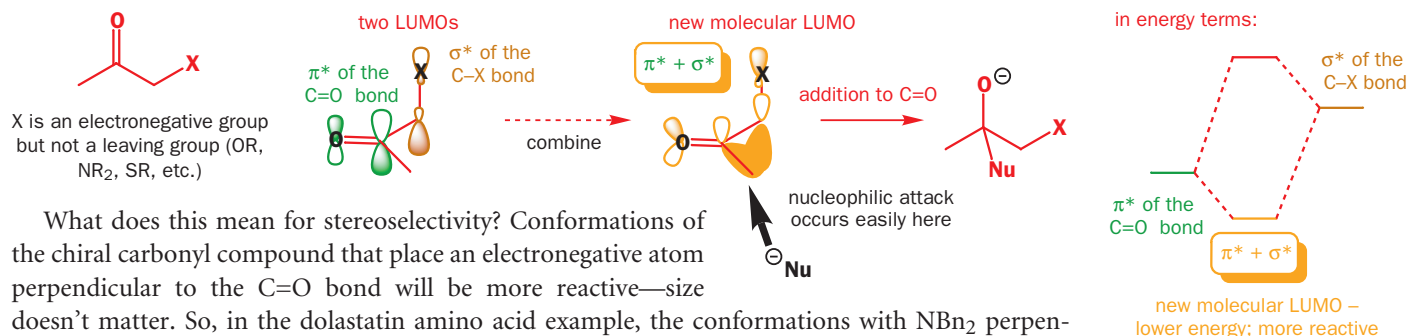 two LUMOs
new molecular LUMO
in energy terms:
O
X
X is an electronegative group
but not a leaving group (OR,
NR2, SR, etc.)
π* of the
C=O bond
σ* of the
C–X bond
X
O
combine
π* + σ*
X
O
addition to C=O
nucleophilic attack
occurs easily here
⊖Nu
O⊖
X
Nu
σ* of the
C–X bond
π* of the
C=O bond
π* + σ*
new molecular LUMO –
lower energy; more reactive
What does this mean for stereoselectivity? Conformations of
the chiral carbonyl compound that place an electronegative atom
perpendicular to the C=O bond will be more reactive—size
doesn't matter. So, in the dolastatin amino acid example, the conformations with NBn2 perpen-